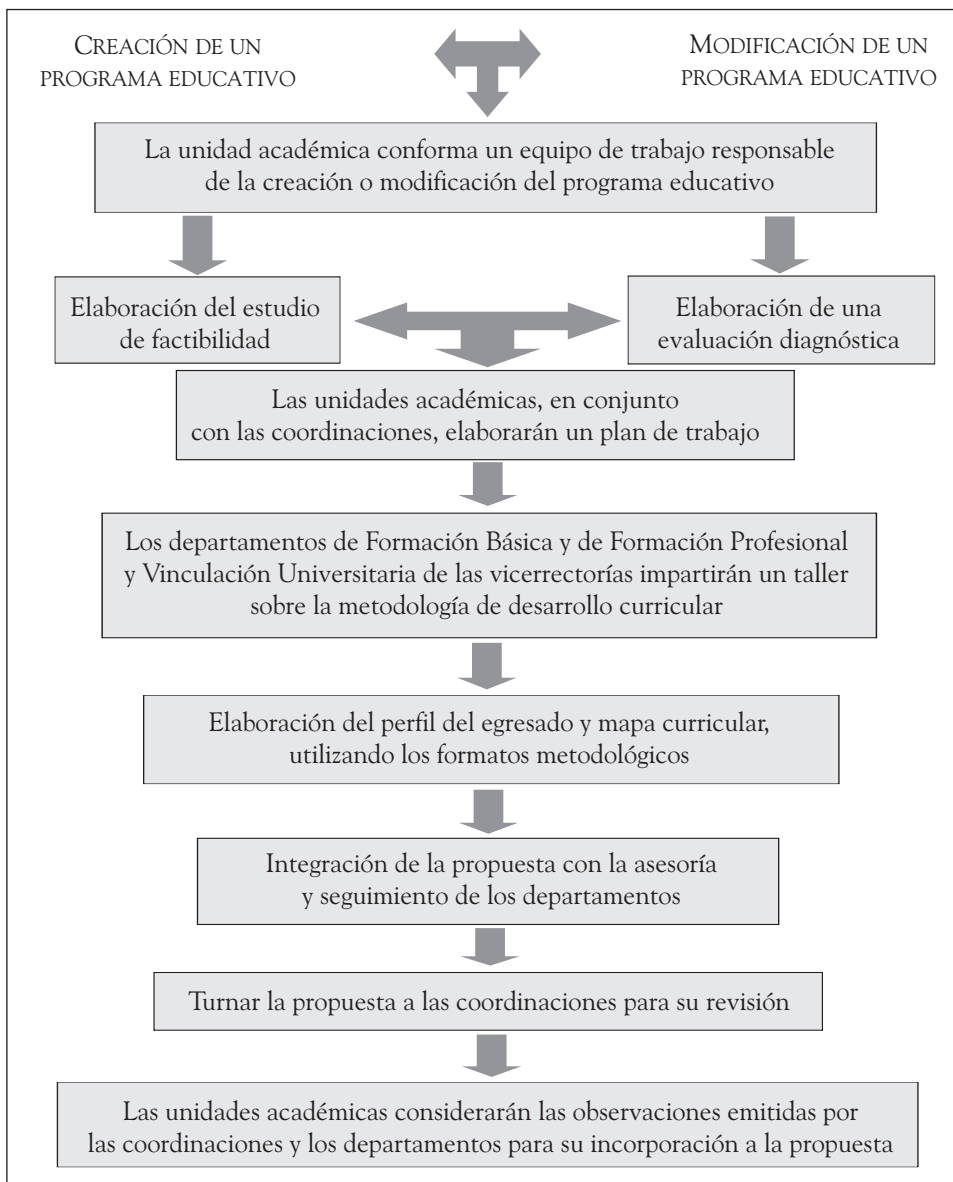 CREACIÓN DE UN
PROGRAMA EDUCATIVO
MODIFICACIÓN DE UN
PROGRAMA EDUCATIVO
La unidad académica conforma un equipo de trabajo responsable
de la creación o modificación del programa educativo
Elaboración del estudio
de factibilidad
Elaboración de una
evaluación diagnóstica
Las unidades académicas, en conjunto
con las coordinaciones, elaborarán un plan de trabajo
Los departamentos de Formación Básica y de Formación Profesional
y Vinculación Universitaria de las vicerrectorías impartirán un taller
sobre la metodología de desarrollo curricular
Elaboración del perfil del egresado y mapa curricular,
utilizando los formatos metodológicos
Integración de la propuesta con la asesoría
y seguimiento de los departamentos
Turnar la propuesta a las coordinaciones para su revisión
Las unidades académicas considerarán las observaciones emitidas por
las coordinaciones y los departamentos para su incorporación a la propuesta